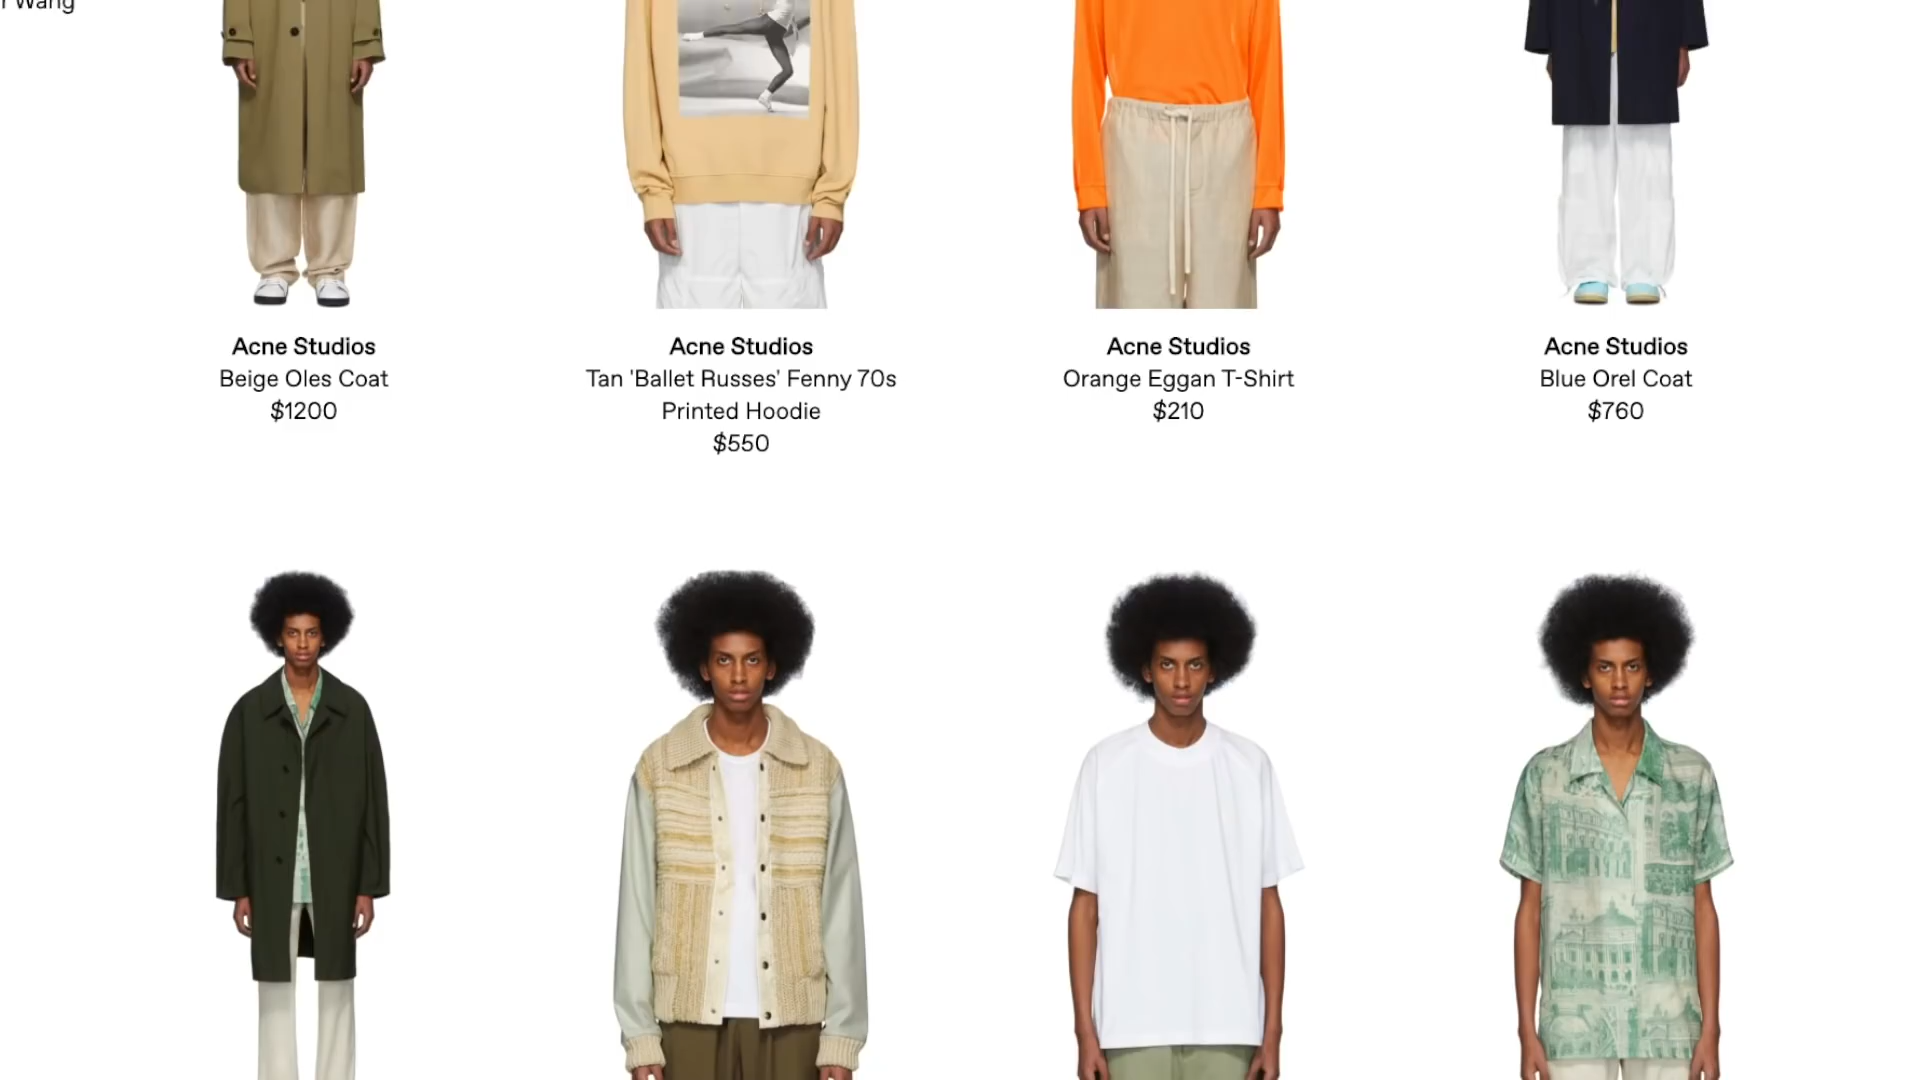 Wang
Acne Studios
Beige Oles Coat
$1200
Acne Studios
Tan 'Ballet Russes' Fenny 70s
Printed Hoodie
$550
Acne Studios
Orange Eggan T-Shirt
$210
Acne Studios
Blue Orel Coat
$760